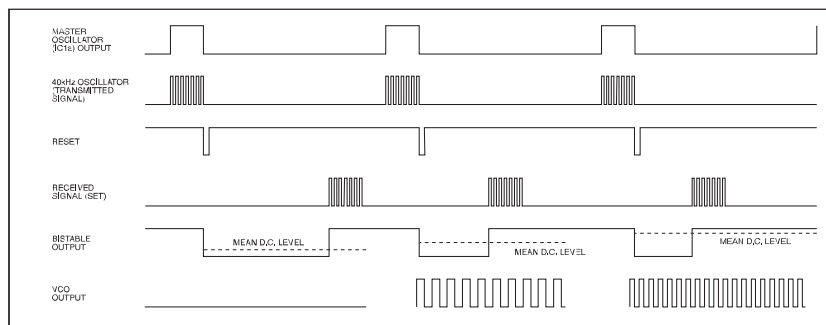 MASTER
OSCILLATOR
(IC1a) OUTPUT
40kHz OSCILLATOR
(TRANSMITTED
SIGNAL)
RESET
RECEIVED
SIGNAL (SET)
BISTABLE
OUTPUT
MEAN D.C. LEVEL
MEAN D.C. LEVEL
MEAN D.C. LEVEL
VCO
OUTPUT